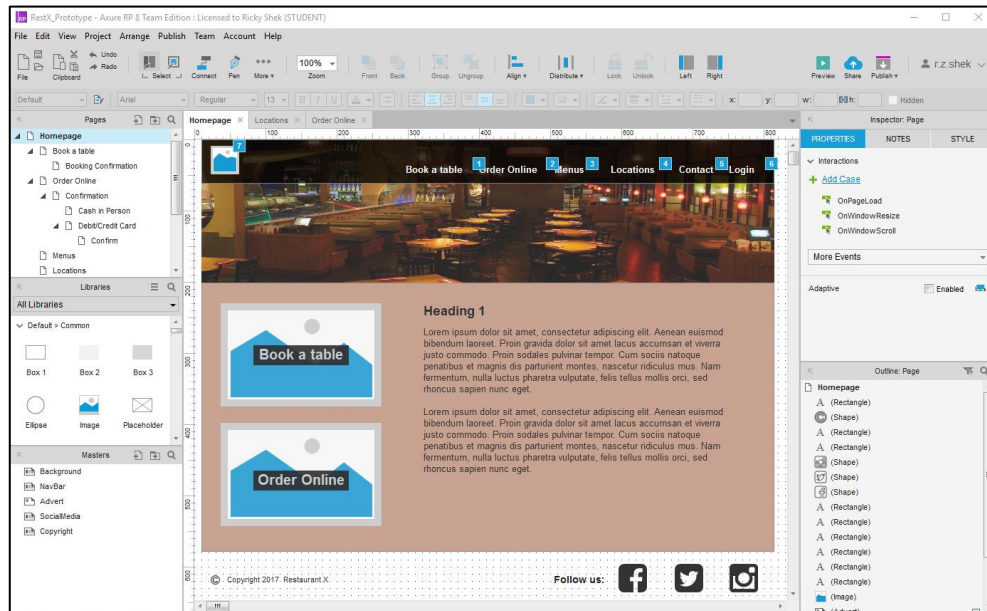 RP RestX_Prototype - Axure RP 8 Team Edition : Licensed to Ricky Shek (STUDENT)
File Edit View Project Arrange Publish Team Account Help
Undo
Redo
File Clipboard Select Connect Pen More 100% Zoom Front Back Group Ungroup Align Distribute Lock Unlock Left Right Preview Share Publish r.z.shek
Default Arial Regular 13 B I U A x: y: w: h: Hidden
Pages
Homepage
Book a table
Booking Confirmation
Order Online
Confirmation
Cash in Person
Debit/Credit Card
Confirm
Menus
Locations
Libraries
All Libraries
Default > Common
Box 1 Box 2 Box 3
Ellipse Image Placeholder
Masters
Background
NavBar
Advert
SocialMedia
Copyright
Homepage Locations Order Online
0 100 200 300 400 500 600 700 800
0
100
200
300
400
500
600
7
Book a table 1 Order Online 2 Menus 3 Locations 4 Contact 5 Login 6
Book a table
Order Online
Heading 1
Lorem ipsum dolor sit amet, consectetur adipiscing elit. Aenean euismod
bibendum laoreet. Proin gravida dolor sit amet lacus accumsan et viverra
justo commodo. Proin sodales pulvinar tempor. Cum sociis natoque
penatibus et magnis dis parturient montes, nascetur ridiculus mus. Nam
fermentum, nulla luctus pharetra vulputate, felis tellus mollis orci, sed
rhoncus sapien nunc eget.
Lorem ipsum dolor sit amet, consectetur adipiscing elit. Aenean euismod
bibendum laoreet. Proin gravida dolor sit amet lacus accumsan et viverra
justo commodo. Proin sodales pulvinar tempor. Cum sociis natoque
penatibus et magnis dis parturient montes, nascetur ridiculus mus. Nam
fermentum, nulla luctus pharetra vulputate, felis tellus mollis orci, sed
rhoncus sapien nunc eget.
© Copyright 2017 Restaurant X
Follow us:
Inspector: Page
PROPERTIES NOTES STYLE
Interactions
Add Case
OnPageLoad
OnWindowResize
OnWindowScroll
More Events
Adaptive Enabled
Outline: Page
Homepage
A (Rectangle)
(Shape)
A (Rectangle)
A (Rectangle)
(Shape)
(Shape)
(Shape)
A (Rectangle)
A (Rectangle)
A (Rectangle)
A (Rectangle)
A (Rectangle)
A (Rectangle)
(Image)
(Advert)